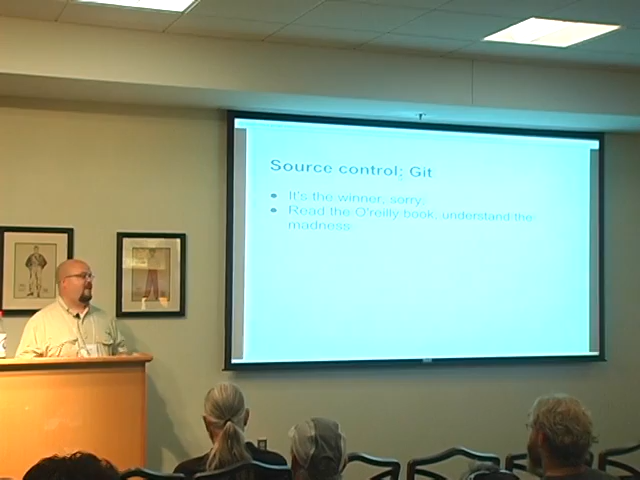 Source control: Git
• It's the winner, sorry.
• Read the O'reilly book, understand the
madness.